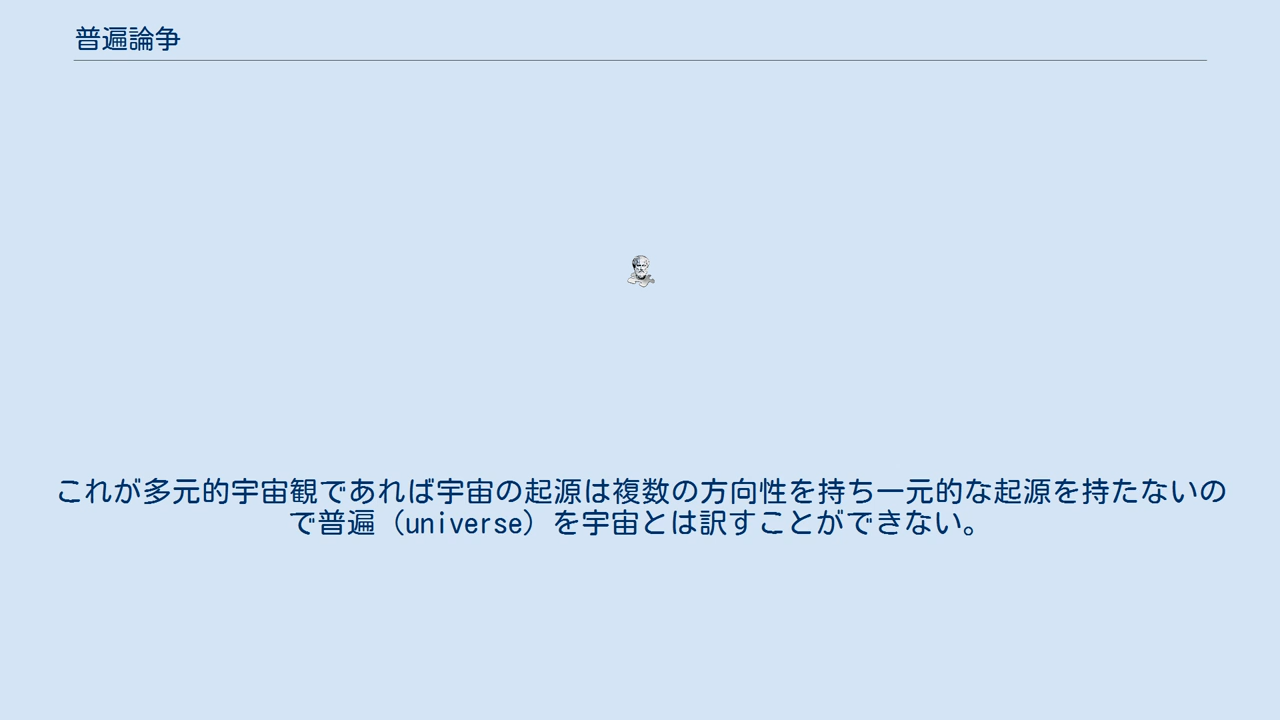 普遍論争
これが多元的宇宙観であれば宇宙の起源は複数の方向性を持ち一元的な起源を持たないの
で普遍（universe）を宇宙とは訳すことができない。